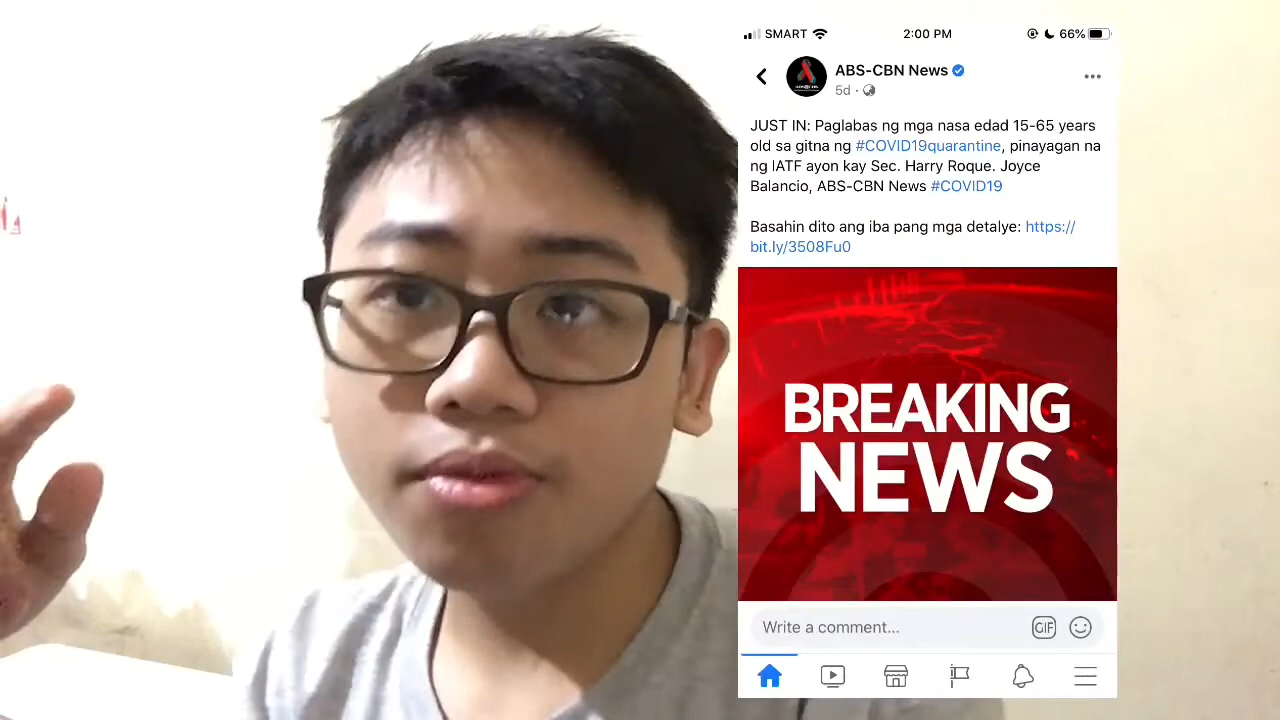 SMART
2:00 PM
66%
ABS-CBN News
5d ·
JUST IN: Paglabas ng mga nasa edad 15-65 years
old sa gitna ng #COVID19quarantine, pinayagan na
ng IATF ayon kay Sec. Harry Roque. Joyce
Balancio, ABS-CBN News #COVID19
Basahin dito ang iba pang mga detalye: https://
bit.ly/3508Fu0
BREAKING
NEWS
Write a comment...
GIF